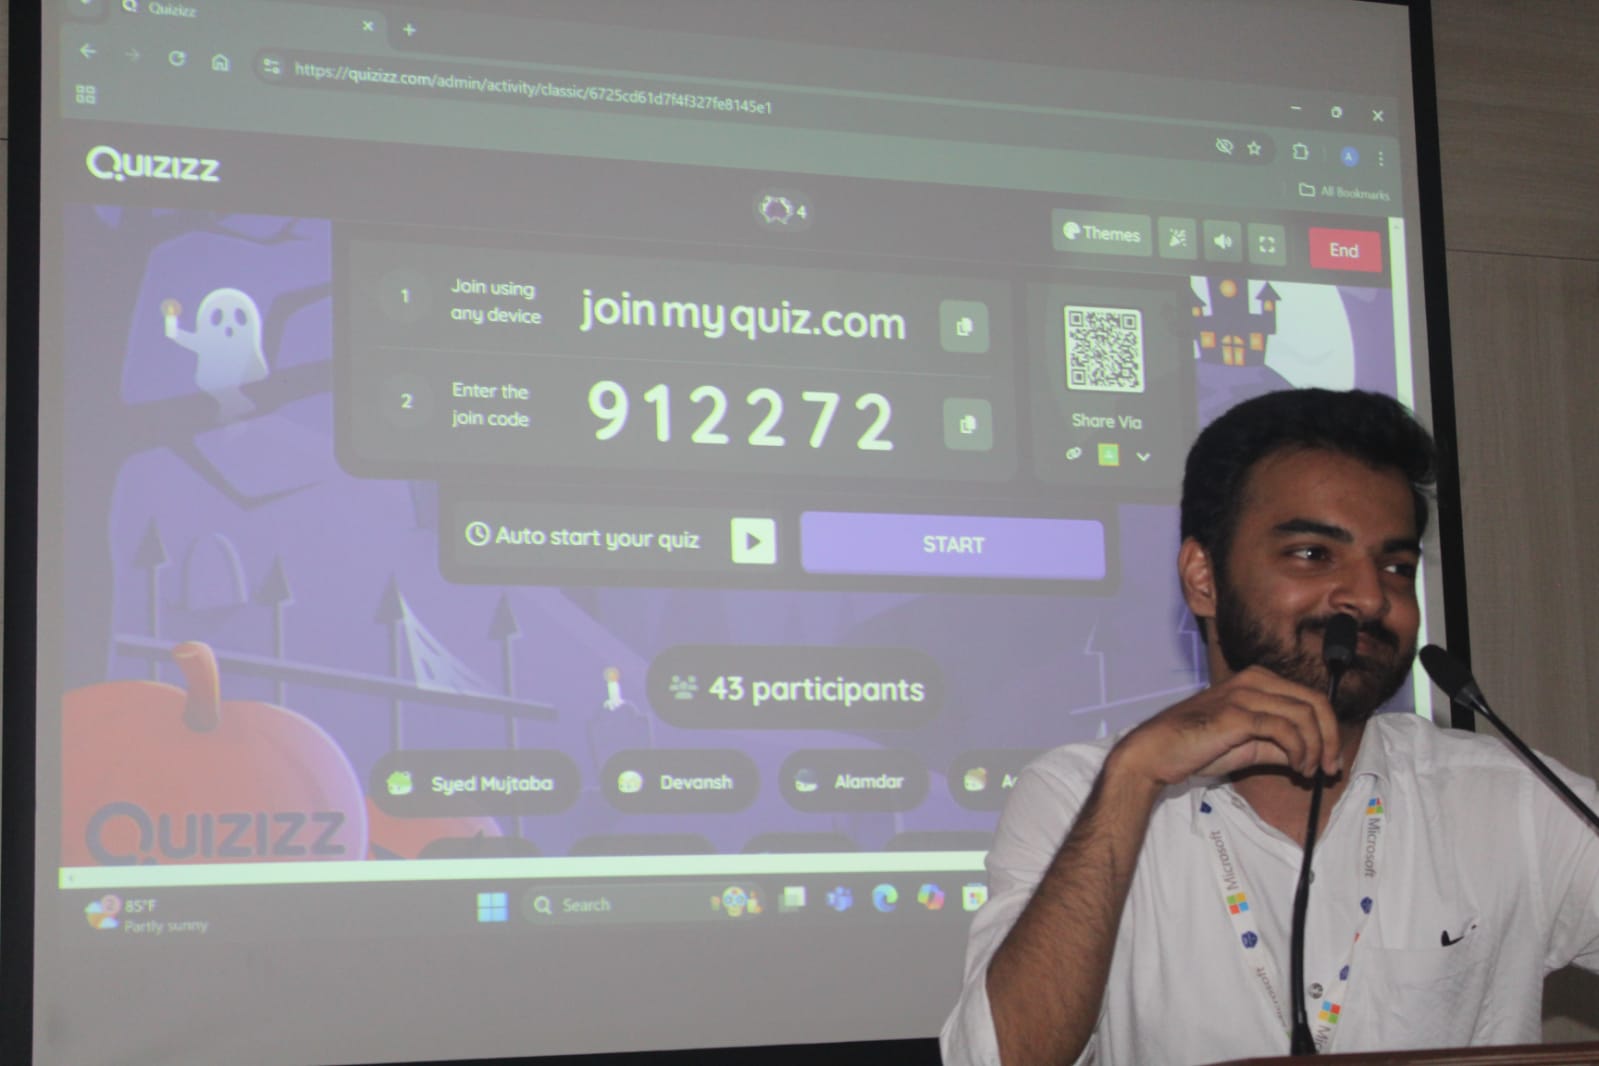 Quizizz
https://quizizz.com/admin/activity/classic/6725cd61d7f4f327fe8145e1
All Bookmarks
A
QUIZIZZ
4
Themes
End
1
Join using
any device
joinmyquiz.com
2
Enter the
join code
912272
Share Via
Auto start your quiz
START
43 participants
Syed Mujtaba
Devansh
Alamdar
QUIZIZZ
2
85°F
Partly sunny
Search
Microsoft
Microsoft
Microsoft